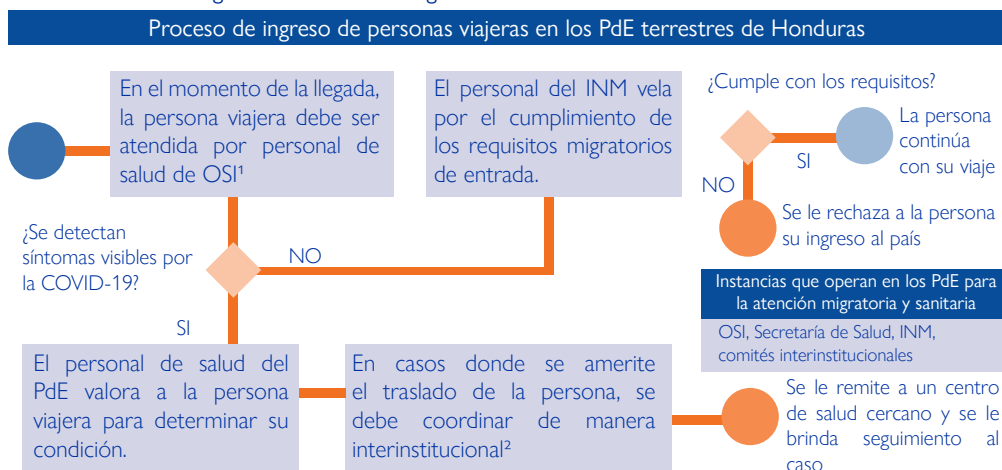 Proceso de ingreso de personas viajeras en los PdE terrestres de Honduras
En el momento de la llegada,
la persona viajera debe ser
atendida por personal de
salud de OSI¹
El personal del INM vela
por el cumplimiento de
los requisitos migratorios
de entrada.
¿Cumple con los requisitos?
La persona
continúa
con su viaje
SI
NO
Se le rechaza a la persona
su ingreso al país
¿Se detectan
síntomas visibles por
la COVID-19?
NO
SI
Instancias que operan en los PdE para
la atención migratoria y sanitaria
OSI, Secretaría de Salud, INM,
comités interinstitucionales
El personal de salud del
PdE valora a la persona
viajera para determinar su
condición.
En casos donde se amerite
el traslado de la persona, se
debe coordinar de manera
interinstitucional²
Se le remite a un centro
de salud cercano y se le
brinda seguimiento al
caso